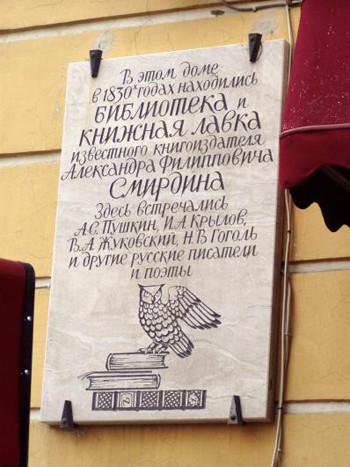 В этом доме
в 1830х годах находились
БИБЛИОТЕКА и
КНИЖНАЯ ЛАВКА
известного книгоиздателя
Александра Филипповича
Смирдина
Здесь встречались
А.С. Пушкин, И.А. Крылов,
В.А. Жуковский, Н.В. Гоголь
и другие русские писатели
и поэты